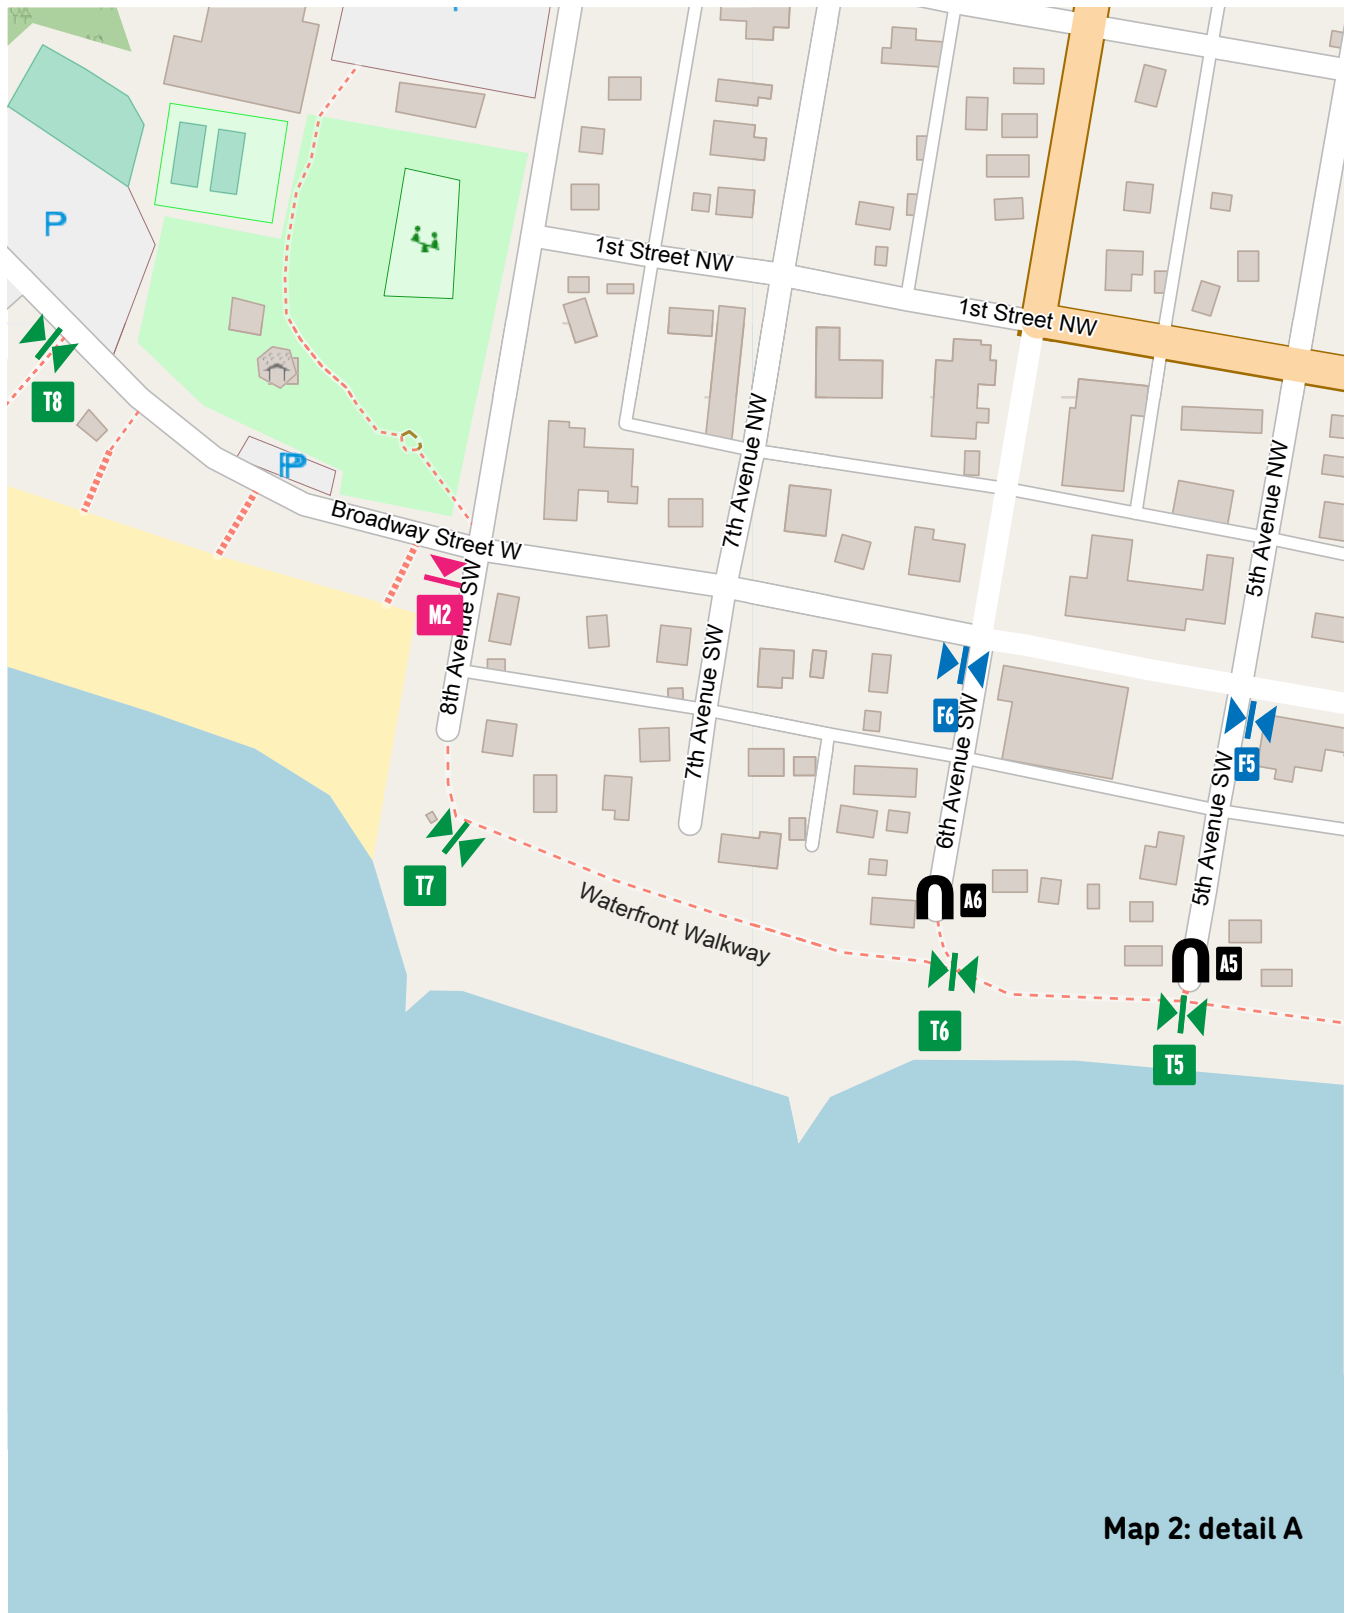 P
1st Street NW
1st Street NW
T8
7th Avenue NW
P
5th Avenue NW
Broadway Street W
M2
8th Avenue SW
7th Avenue SW
F6
6th Avenue SW
F5
5th Avenue SW
T7
Waterfront Walkway
A6
A5
T6
T5
Map 2: detail A